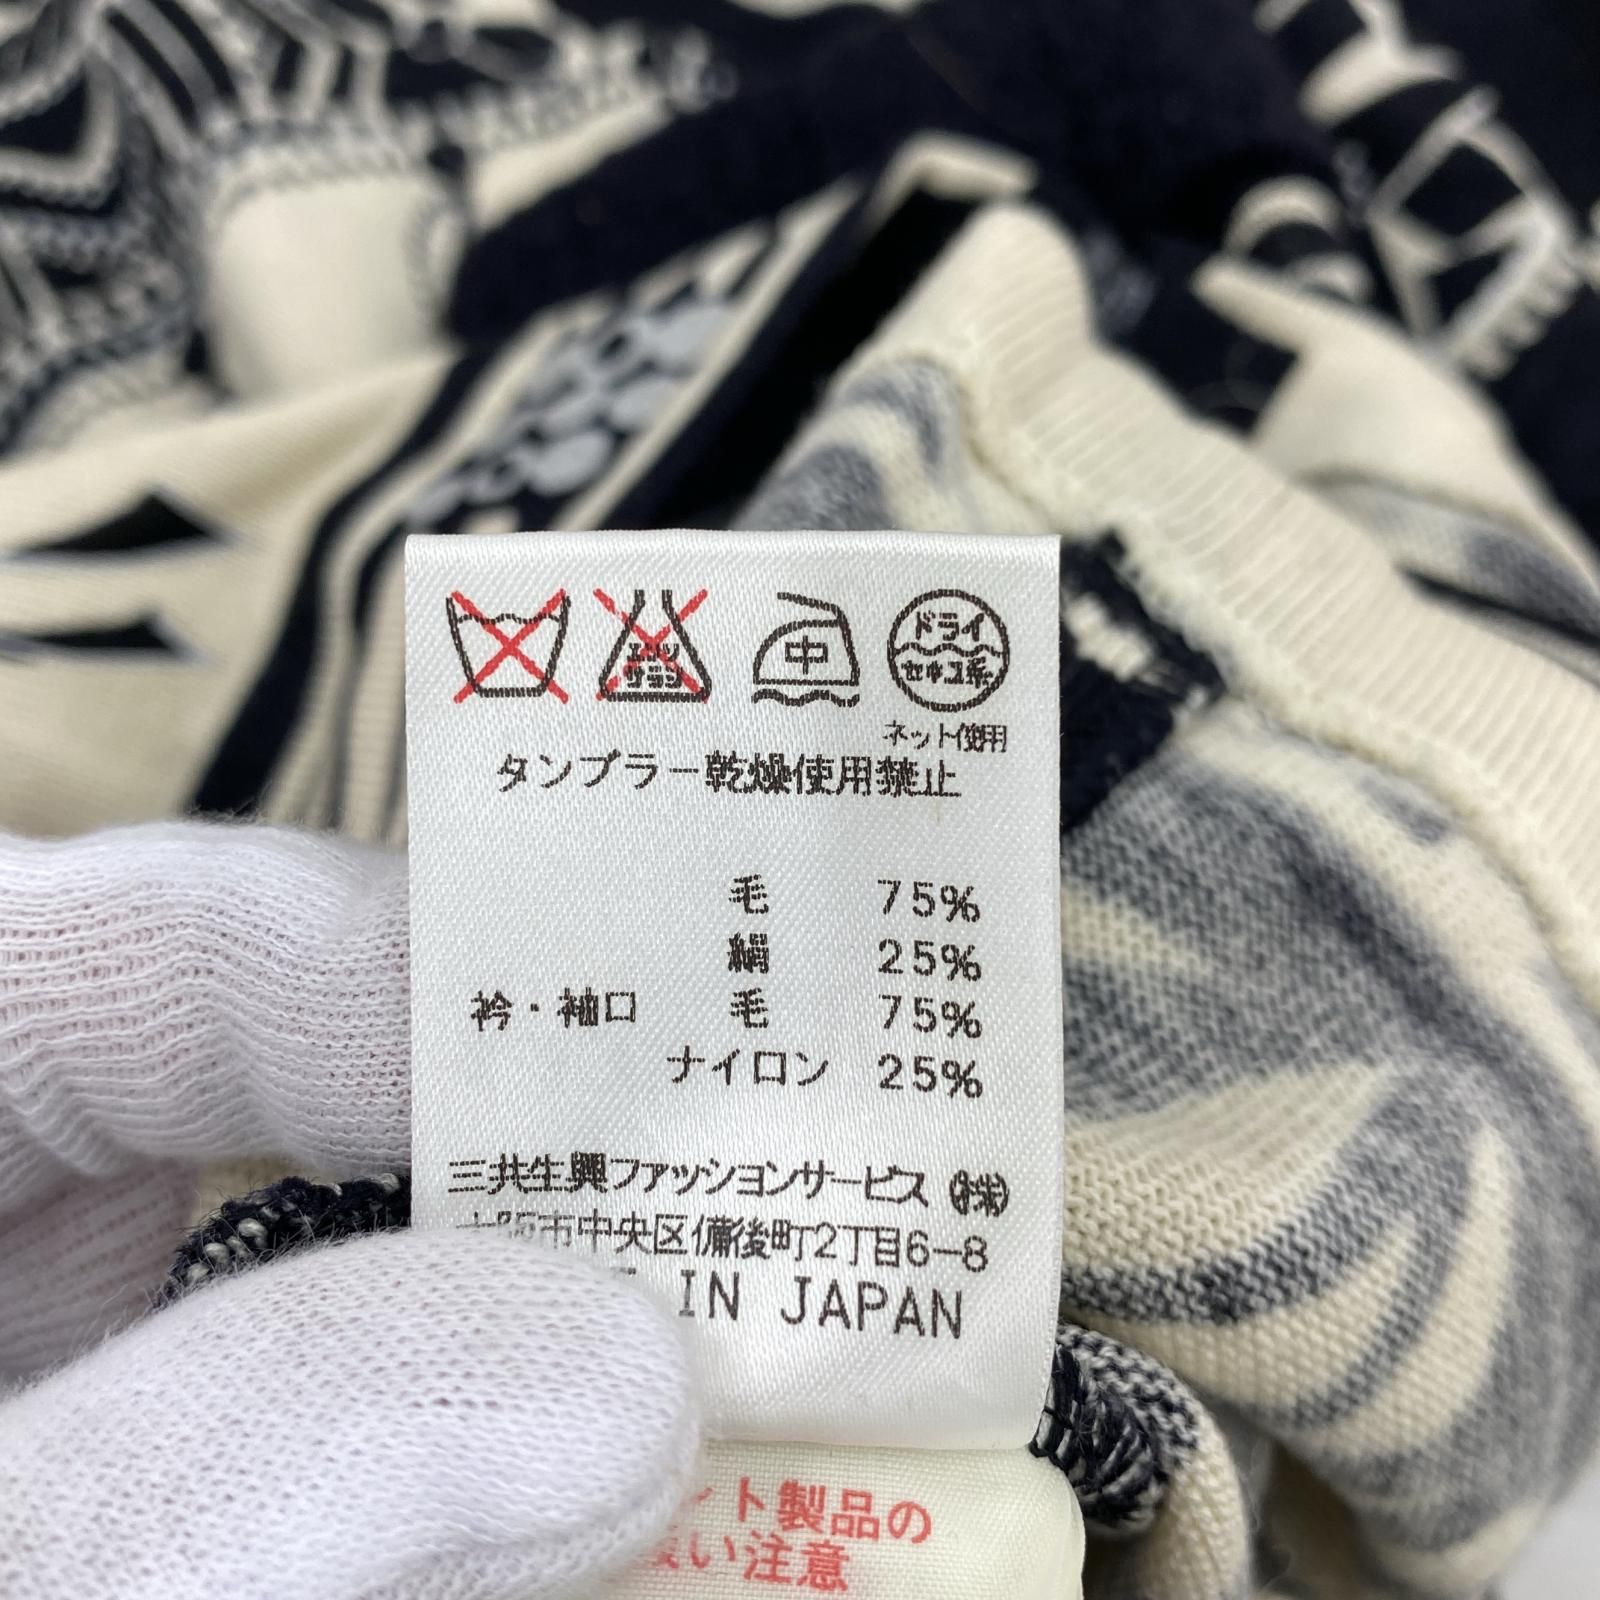 エンソ
サラシ
中
ドライ
セキユ系
ネット使用
タンブラー乾燥使用禁止
毛 75%
絹 25%
衿・袖口 毛 75%
ナイロン 25%
三共生興ファッションサービス(株)
大阪市中央区備後町2丁目6-8
IN JAPAN
ット製品の
い注意